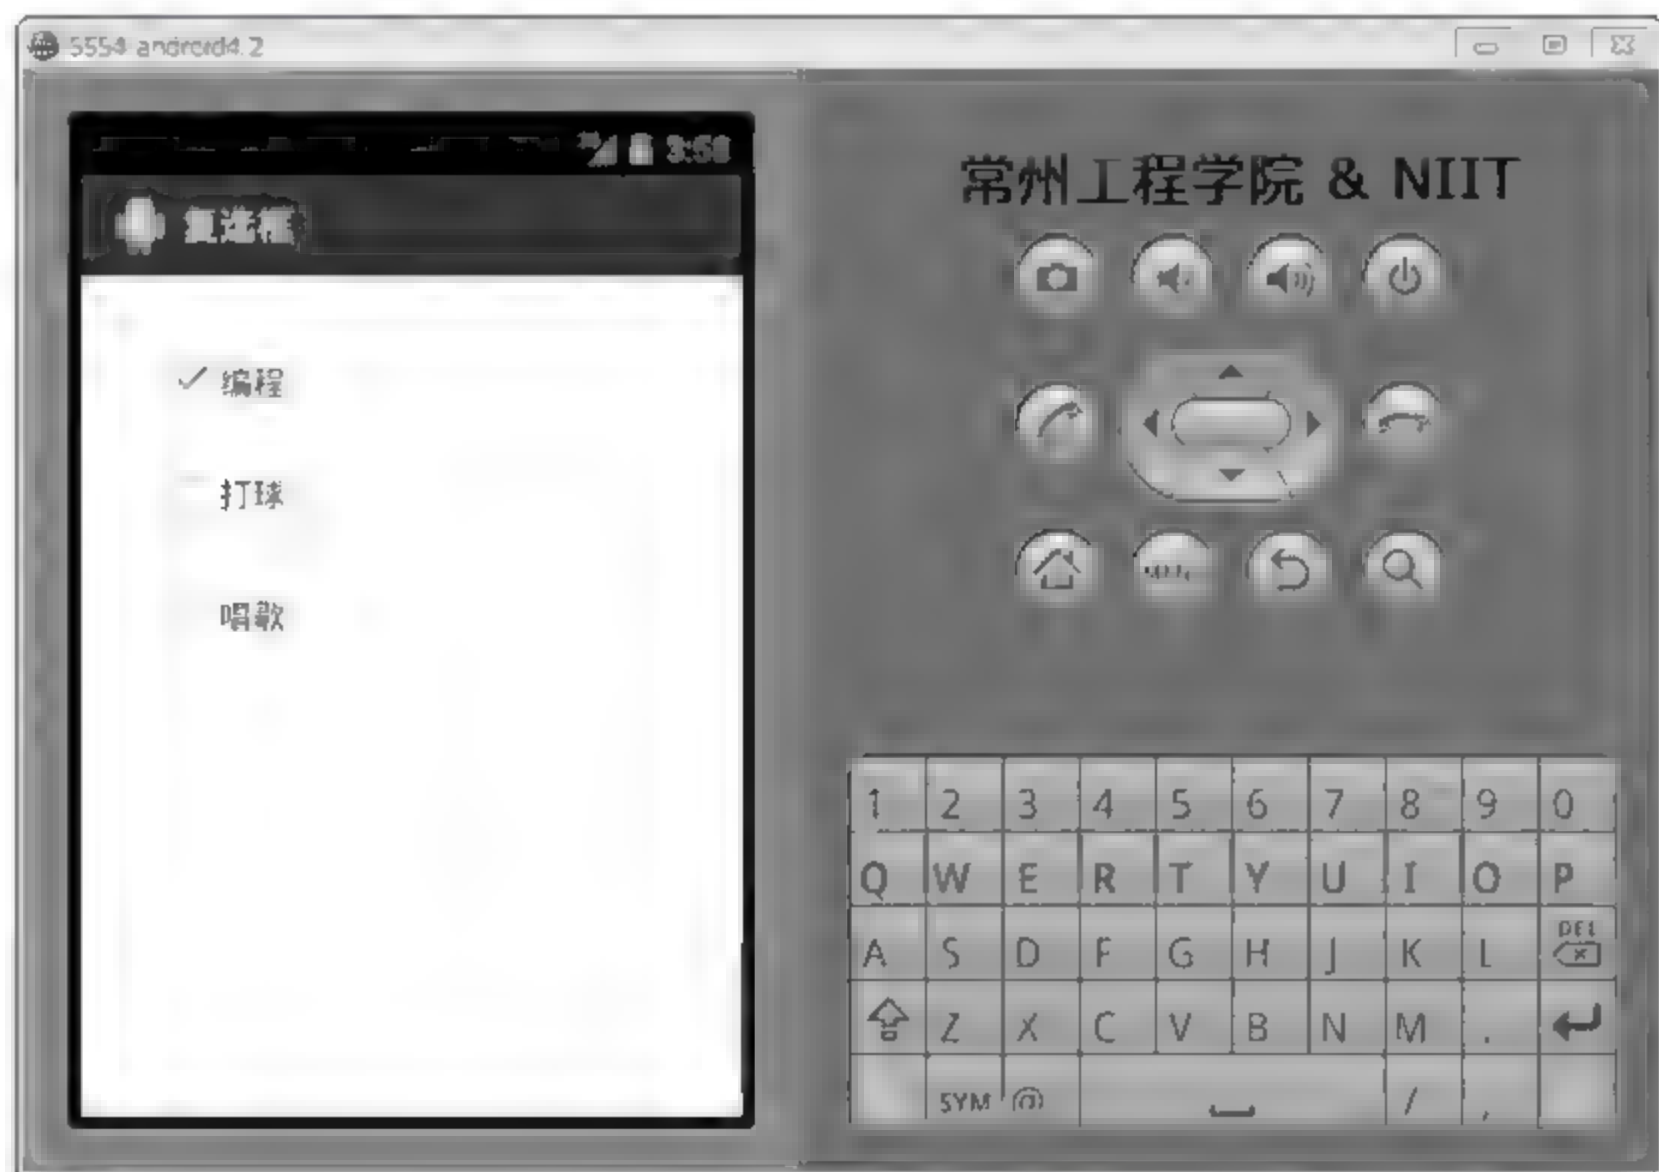 5554 android4.2
3:50
复选框
编程
打球
唱歌
常州工程学院 & NIIT
1 2 3 4 5 6 7 8 9 0
Q W E R T Y U I O P
A S D F G H J K L DEL
Z X C V B N M .
SYM @ / ,